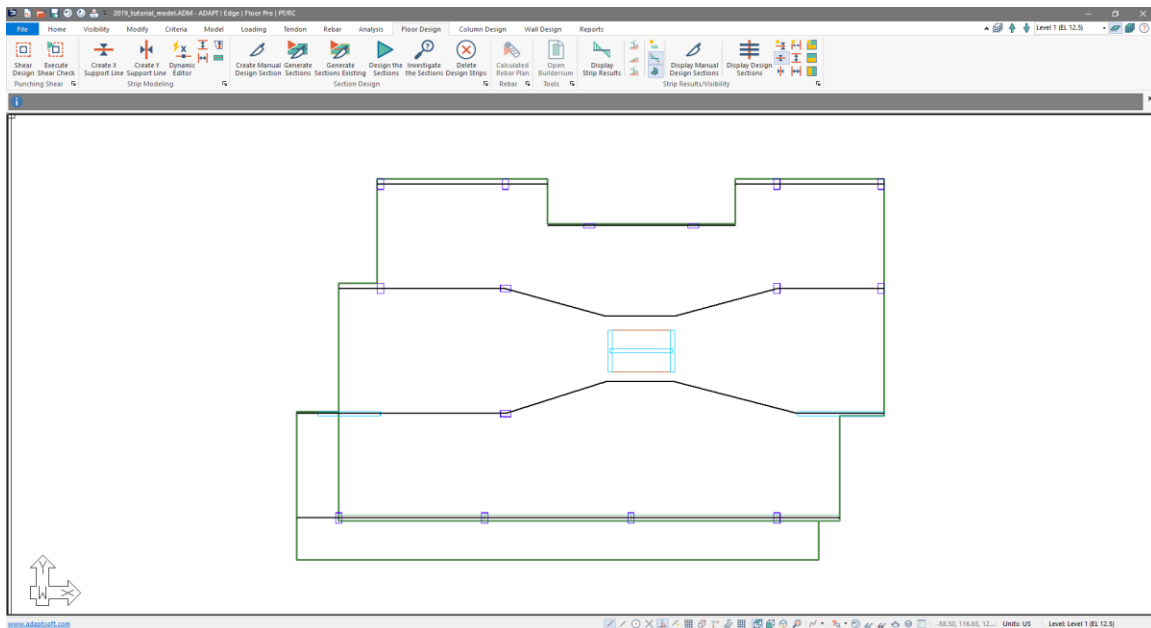 2019_tutorial_model.ADM - ADAPT | Edge | Floor Pro | PT/RC
File Home Visibility Modify Criteria Model Loading Tendon Rebar Analysis Floor Design Column Design Wall Design Reports
Level 1 (EL 12.5)
Shear Design
Execute Shear Check
Punching Shear
Create X Support Line
Create Y Support Line
Dynamic Editor
Strip Modeling
Create Manual Design Section
Generate Sections
Generate Sections Existing
Design the Sections
Investigate the Sections
Delete Design Strips
Section Design
Calculated Rebar Plan
Rebar
Open Buildersum
Tools
Display Strip Results
Display Manual Design Sections
Display Design Sections
Strip Results/Visibility
Y
W X
www.adaptsoft.com
-58.50, 116.65, 12... Units: US Level: Level 1 (EL 12.5)